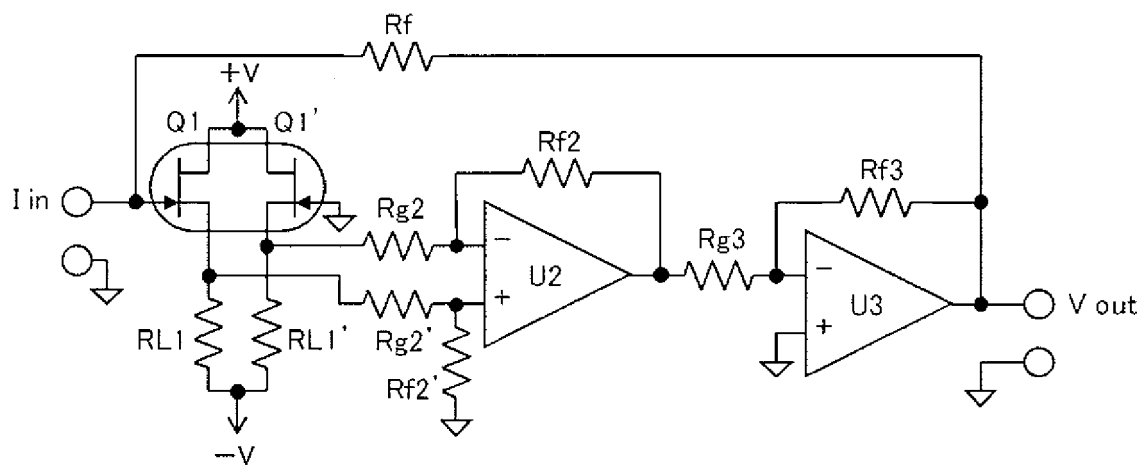 Rf
+V
Q1
Q1'
Rf2
Rf3
I in
Rg2
Rg3
−
U2
−
+
U3
V out
+
RL1
RL1'
Rg2'
Rf2'
−V